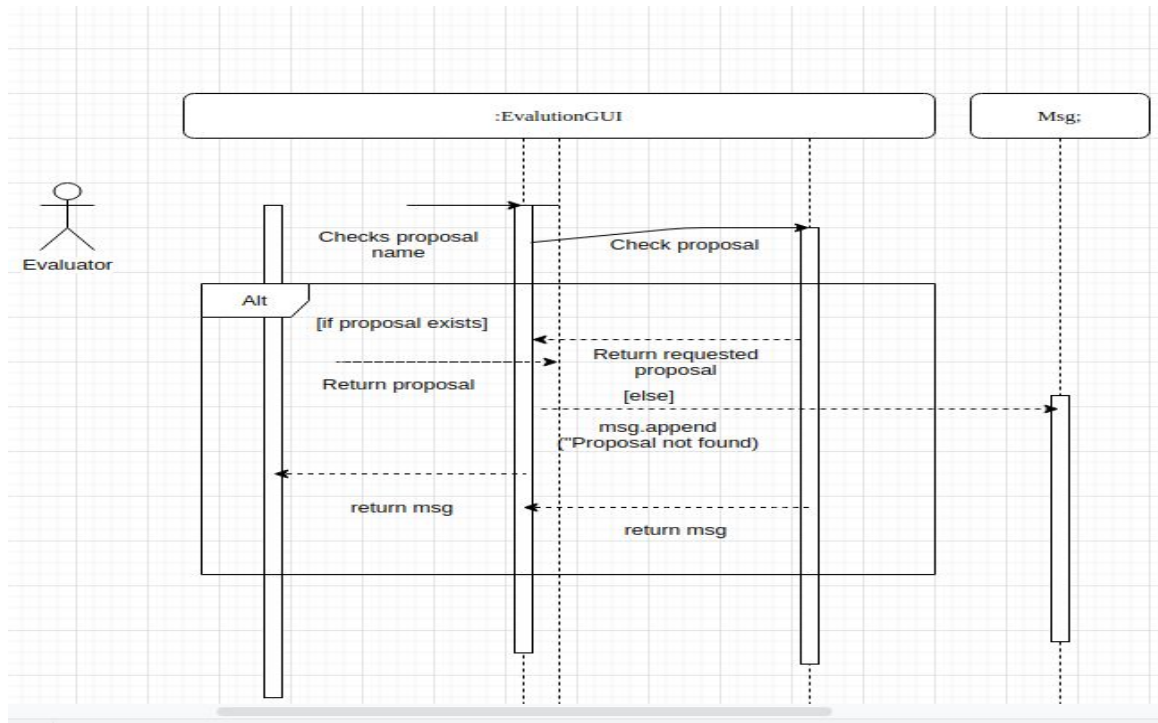 :EvalutionGUI
Msg;
Evaluator
Checks proposal
name
Check proposal
Alt
[if proposal exists]
Return requested
proposal
Return proposal
[else]
msg.append
("Proposal not found)
return msg
return msg